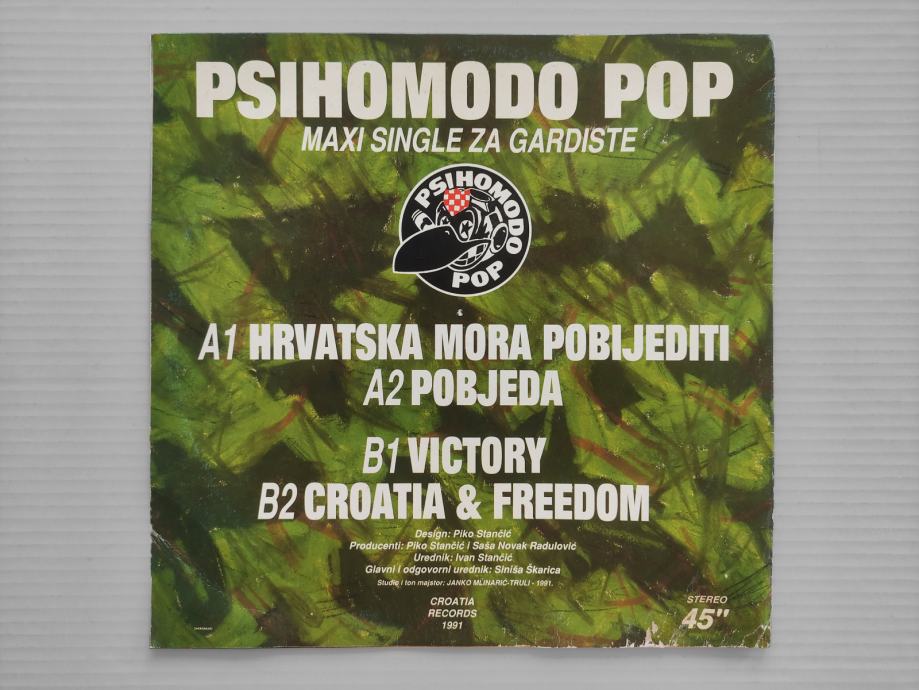 PSIHOMODO POP
MAXI SINGLE ZA GARDISTE
PSIHOMODO
POP
A1 HRVATSKA MORA POBIJEDITI
A2 POBJEDA
B1 VICTORY
B2 CROATIA & FREEDOM
Design: Piko Stančić
Producenti: Piko Stančić i Saša Novak Radulović
Urednik: Ivan Stančić
Glavni i odgovorni urednik: Siniša Škarica
Studio i ton majstor: JANKO MLINARIĆ-TRULI - 1991.
CROATIA
RECORDS
1991
STEREO
45"